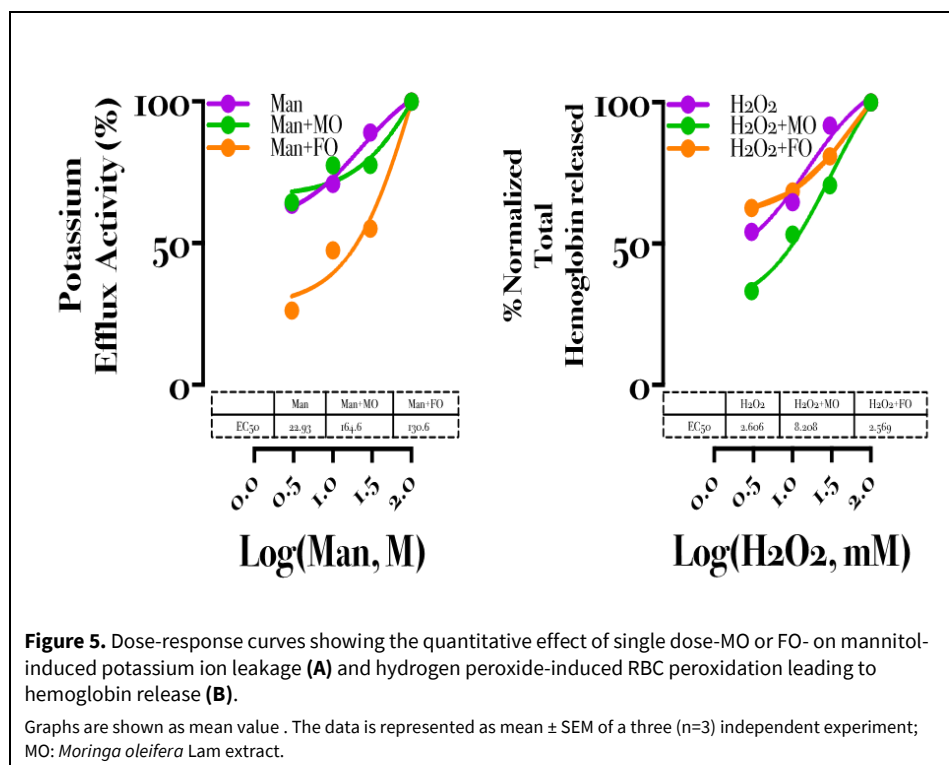 Potassium
Efflux Activity (%)
100
50
0
Man
Man+MO
Man+FO
Man Man+MO Man+FO
EC50 22.93 164.6 130.6
0.0 0.5 1.0 1.5 2.0
Log(Man, M)
% Normalized
Total
Hemoglobin released
100
50
0
H2O2
H2O2+MO
H2O2+FO
H2O2 H2O2+MO H2O2+FO
EC50 2.606 8.208 2.569
0.0 0.5 1.0 1.5 2.0
Log(H2O2, mM)
Figure 5. Dose-response curves showing the quantitative effect of single dose-MO or FO- on mannitol-
induced potassium ion leakage (A) and hydrogen peroxide-induced RBC peroxidation leading to
hemoglobin release (B).
Graphs are shown as mean value . The data is represented as mean ± SEM of a three (n=3) independent experiment;
MO: Moringa oleifera Lam extract.